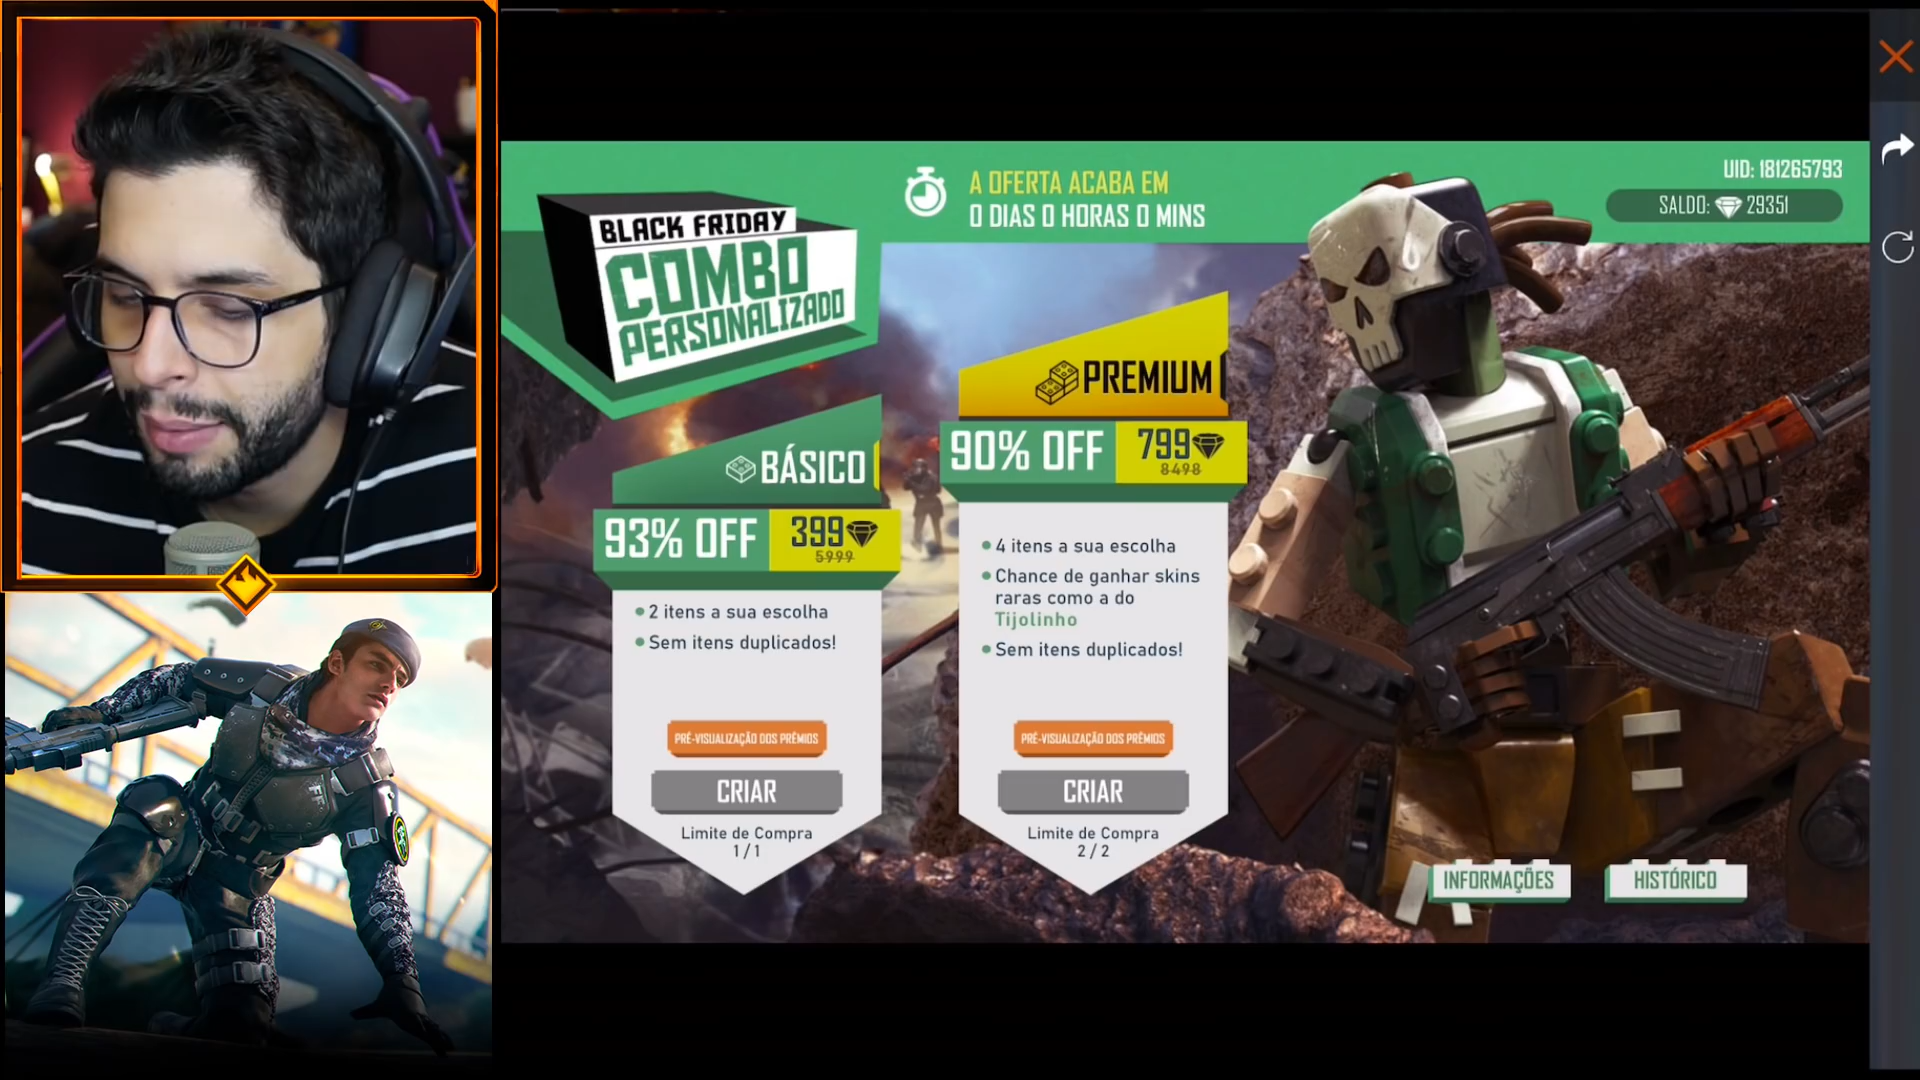 BLACK FRIDAY
COMBO
PERSONALIZADO
A OFERTA ACABA EM
0 DIAS 0 HORAS 0 MINS
UID: 181265793
SALDO: 29351
BÁSICO
93% OFF
399
5999
2 itens a sua escolha
Sem itens duplicados!
PRÉ-VISUALIZAÇÃO DOS PRÊMIOS
CRIAR
Limite de Compra
1 / 1
PREMIUM
90% OFF
799
8498
4 itens a sua escolha
Chance de ganhar skins
raras como a do
Tijolinho
Sem itens duplicados!
PRÉ-VISUALIZAÇÃO DOS PRÊMIOS
CRIAR
Limite de Compra
2 / 2
INFORMAÇÕES
HISTÓRICO